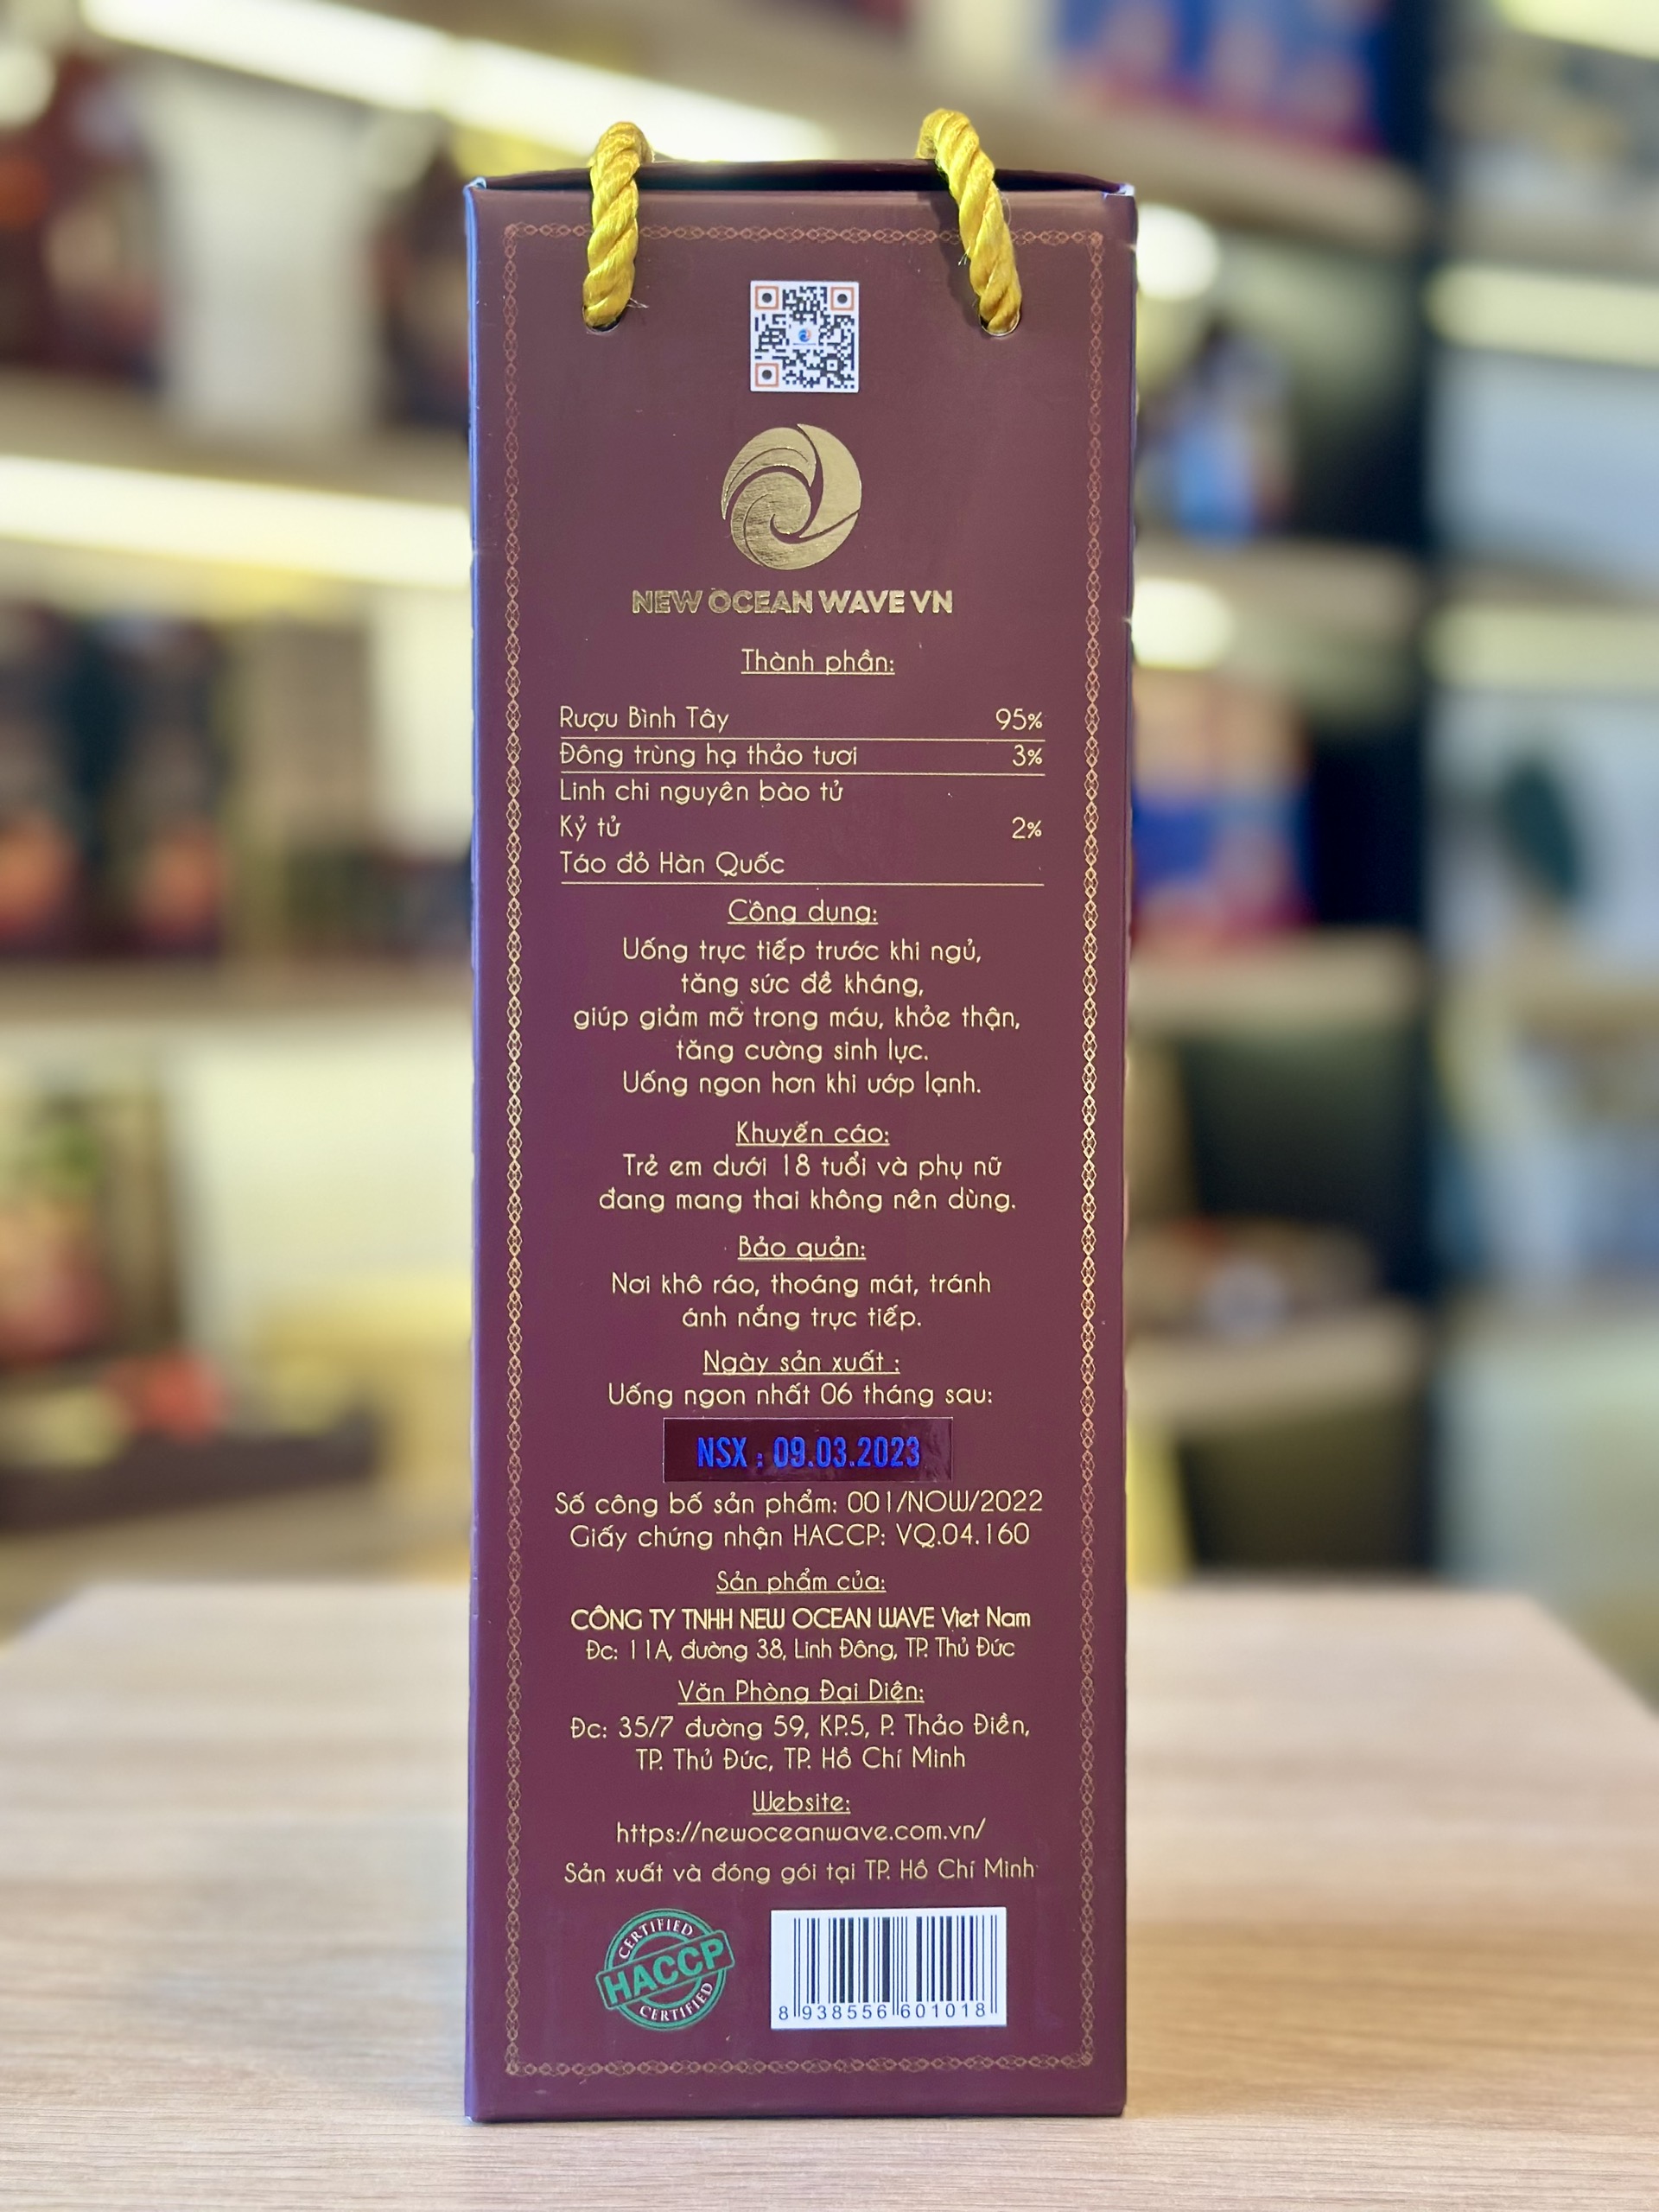 NEW OCEAN WAVE VN
Thành phần:
Rượu Bình Tây 95%
Đông trùng hạ thảo tươi 3%
Linh chi nguyên bào tử
Kỷ tử 2%
Táo đỏ Hàn Quốc
Công dụng:
Uống trực tiếp trước khi ngủ,
tăng sức đề kháng,
giúp giảm mỡ trong máu, khỏe thận,
tăng cường sinh lực.
Uống ngon hơn khi ướp lạnh.
Khuyến cáo:
Trẻ em dưới 18 tuổi và phụ nữ
đang mang thai không nên dùng.
Bảo quản:
Nơi khô ráo, thoáng mát, tránh
ánh nắng trực tiếp.
Ngày sản xuất :
Uống ngon nhất 06 tháng sau:
NSX : 09.03.2023
Số công bố sản phẩm: 001/NOW/2022
Giấy chứng nhận HACCP: VQ.04.160
Sản phẩm của:
CÔNG TY TNHH NEW OCEAN WAVE Viet Nam
Đc: 11A, đường 38, Linh Đông, TP. Thủ Đức
Văn Phòng Đại Diện:
Đc: 35/7 đường 59, KP.5, P. Thảo Điền,
TP. Thủ Đức, TP. Hồ Chí Minh
Website:
https://newoceanwave.com.vn/
Sản xuất và đóng gói tại TP. Hồ Chí Minh
CERTIFIED
HACCP
CERTIFIED
8 938556 601018